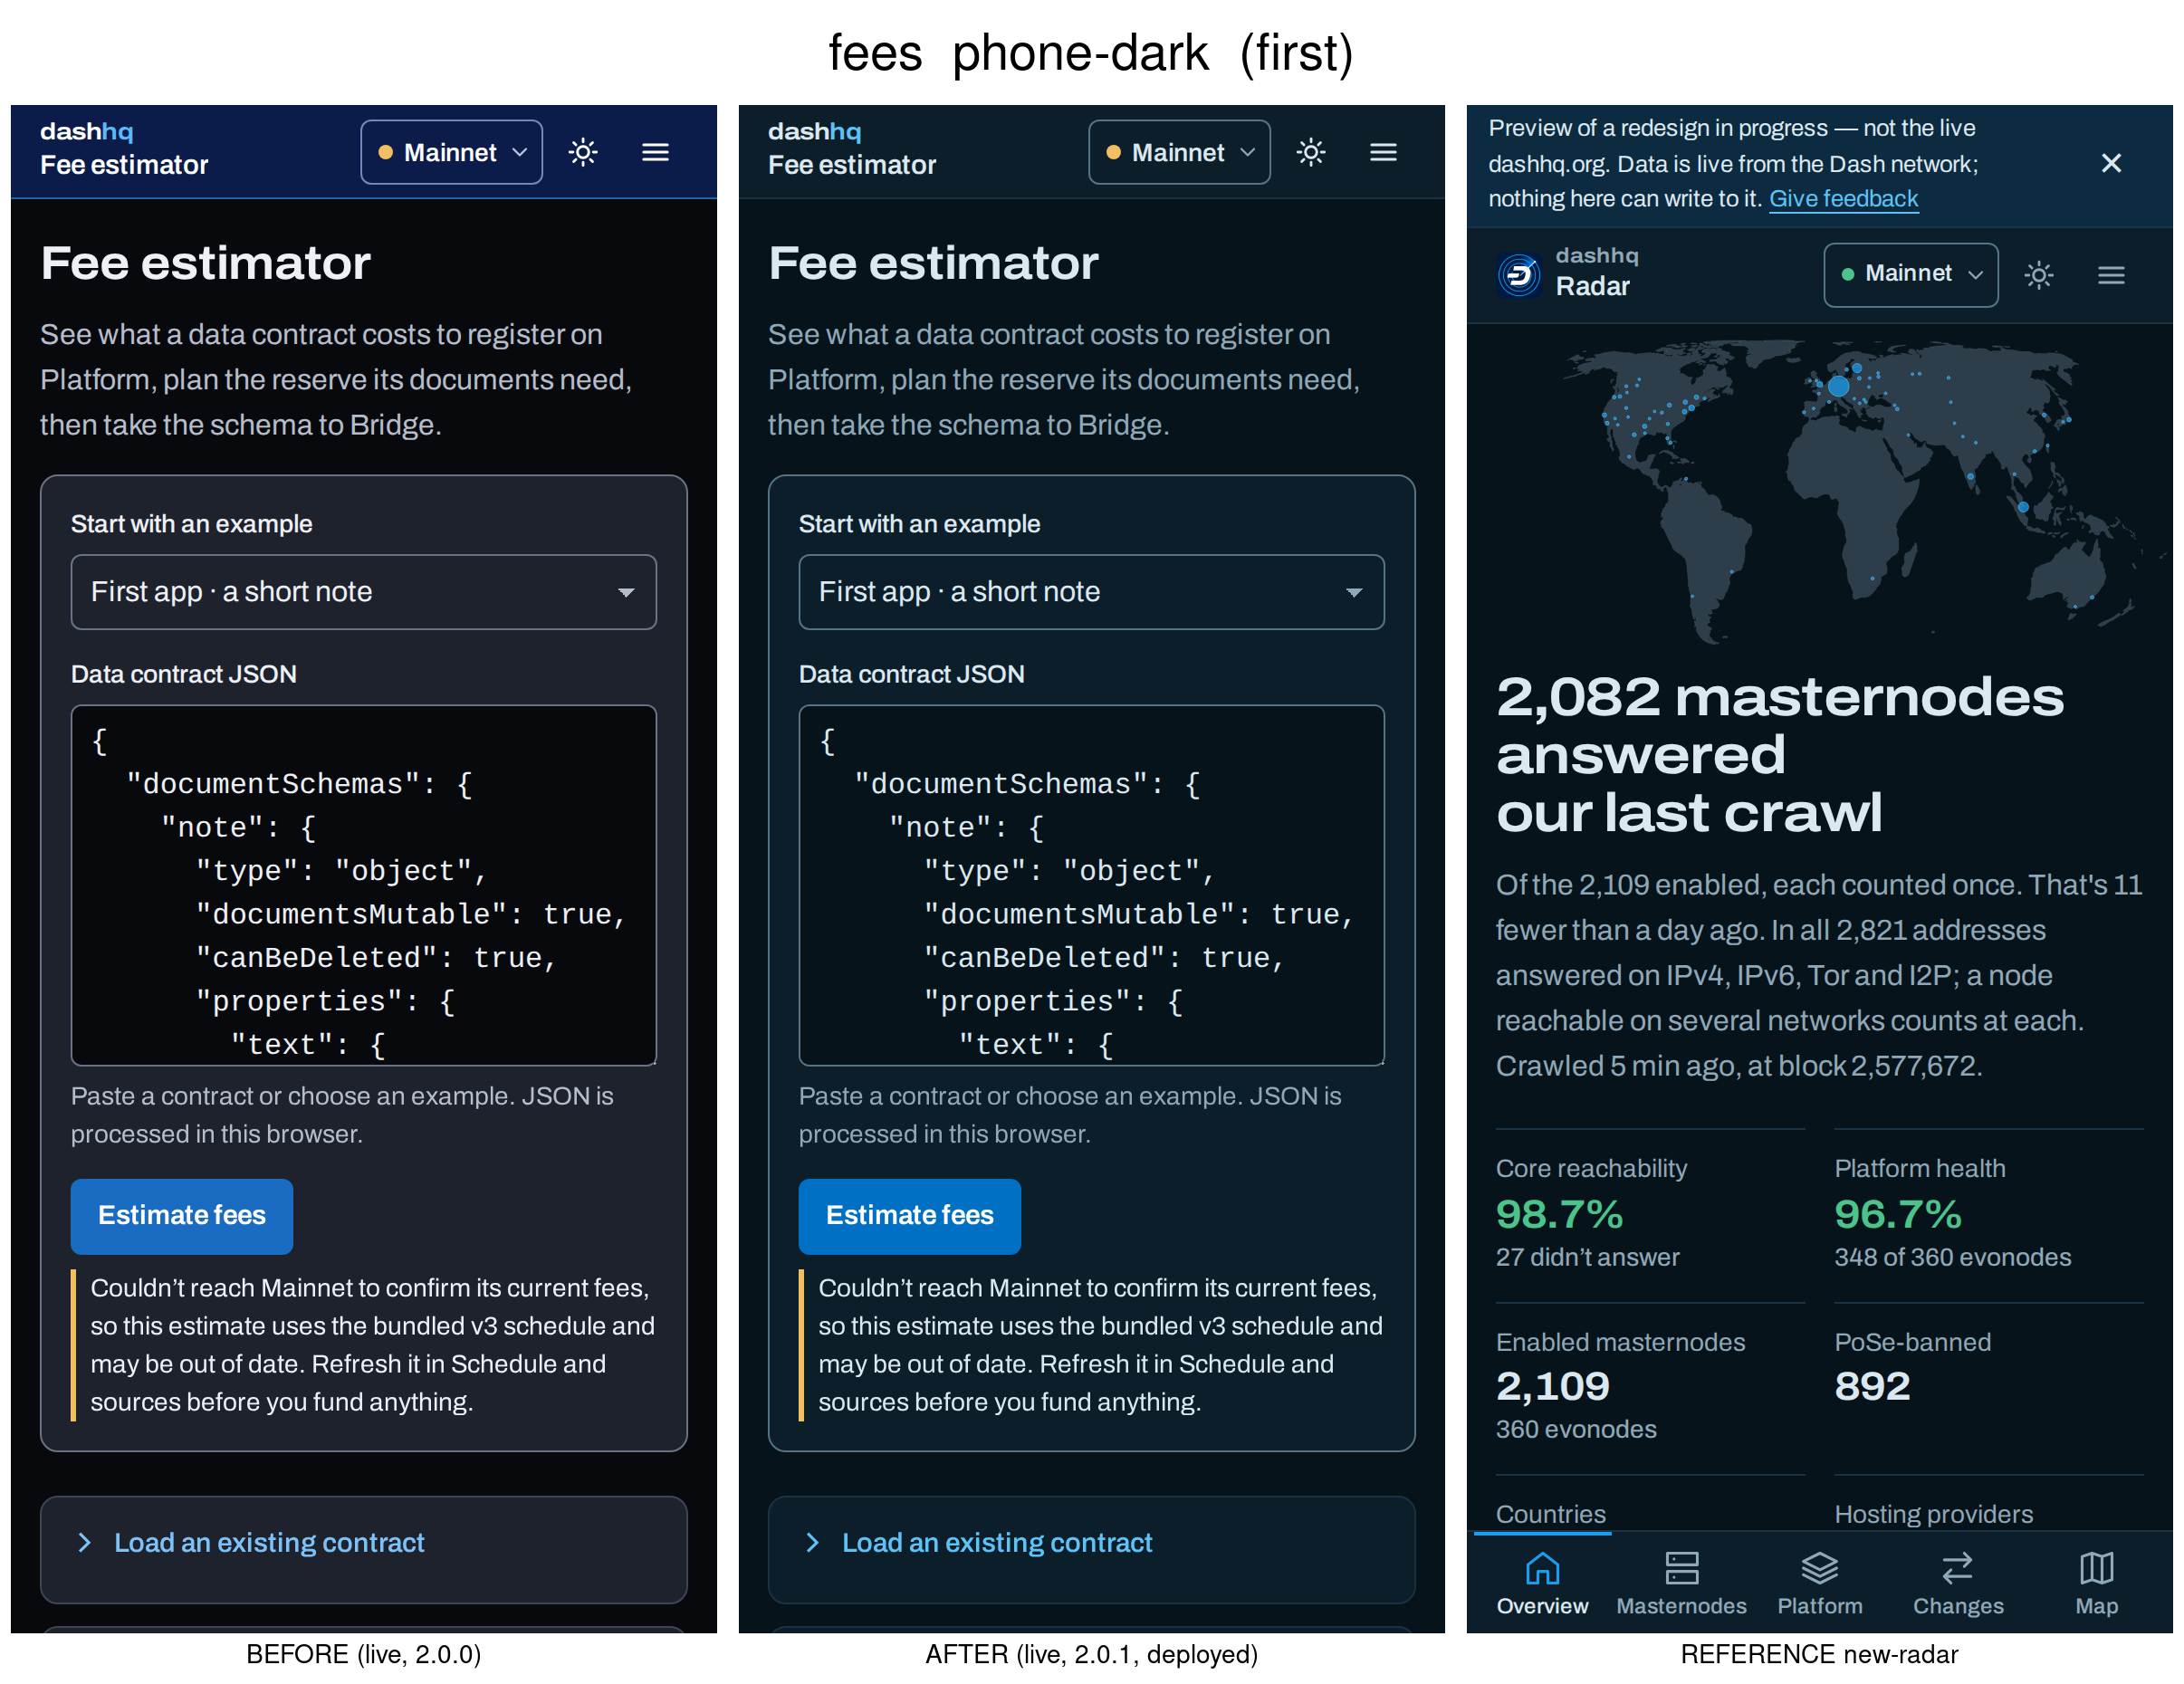 fees phone-dark (first)
dashhq
Fee estimator
Mainnet
Fee estimator
See what a data contract costs to register on
Platform, plan the reserve its documents need,
then take the schema to Bridge.
Start with an example
First app · a short note
Data contract JSON
{
"documentSchemas": {
"note": {
"type": "object",
"documentsMutable": true,
"canBeDeleted": true,
"properties": {
"text": {
Paste a contract or choose an example. JSON is
processed in this browser.
Estimate fees
Couldn’t reach Mainnet to confirm its current fees,
so this estimate uses the bundled v3 schedule and
may be out of date. Refresh it in Schedule and
sources before you fund anything.
Load an existing contract
BEFORE (live, 2.0.0)
dashhq
Fee estimator
Mainnet
Fee estimator
See what a data contract costs to register on
Platform, plan the reserve its documents need,
then take the schema to Bridge.
Start with an example
First app · a short note
Data contract JSON
{
"documentSchemas": {
"note": {
"type": "object",
"documentsMutable": true,
"canBeDeleted": true,
"properties": {
"text": {
Paste a contract or choose an example. JSON is
processed in this browser.
Estimate fees
Couldn’t reach Mainnet to confirm its current fees,
so this estimate uses the bundled v3 schedule and
may be out of date. Refresh it in Schedule and
sources before you fund anything.
Load an existing contract
AFTER (live, 2.0.1, deployed)
Preview of a redesign in progress — not the live
dashhq.org. Data is live from the Dash network;
nothing here can write to it. Give feedback
dashhq
Radar
Mainnet
2,082 masternodes
answered
our last crawl
Of the 2,109 enabled, each counted once. That's 11
fewer than a day ago. In all 2,821 addresses
answered on IPv4, IPv6, Tor and I2P; a node
reachable on several networks counts at each.
Crawled 5 min ago, at block 2,577,672.
Core reachability
98.7%
27 didn’t answer
Platform health
96.7%
348 of 360 evonodes
Enabled masternodes
2,109
360 evonodes
PoSe-banned
892
Countries
Hosting providers
Overview
Masternodes
Platform
Changes
Map
REFERENCE new-radar